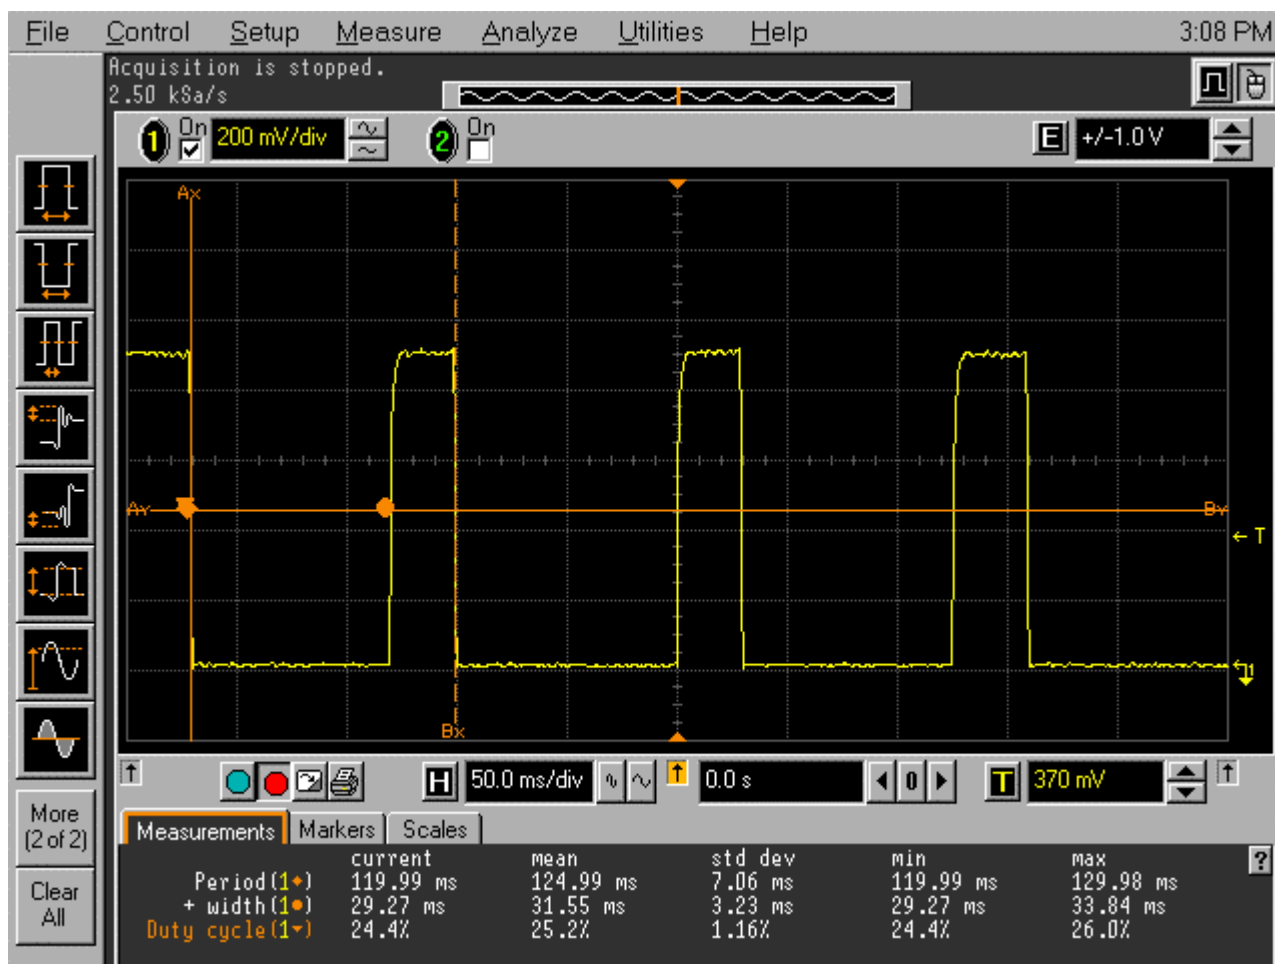 File Control Setup Measure Analyze Utilities Help 3:08 PM
Acquisition is stopped.
2.50 kSa/s
1 On 200 mV/div 2 On E +/-1.0 V
Ax
Ay By
T
1
Bx
H 50.0 ms/div 0.0 s 0 T 370 mV
More
(2 of 2)
Clear
All
Measurements Markers Scales
current mean std dev min max ?
Period(1) 119.99 ms 124.99 ms 7.06 ms 119.99 ms 129.98 ms
+ width(1) 29.27 ms 31.55 ms 3.23 ms 29.27 ms 33.84 ms
Duty cycle(1) 24.4% 25.2% 1.16% 24.4% 26.0%